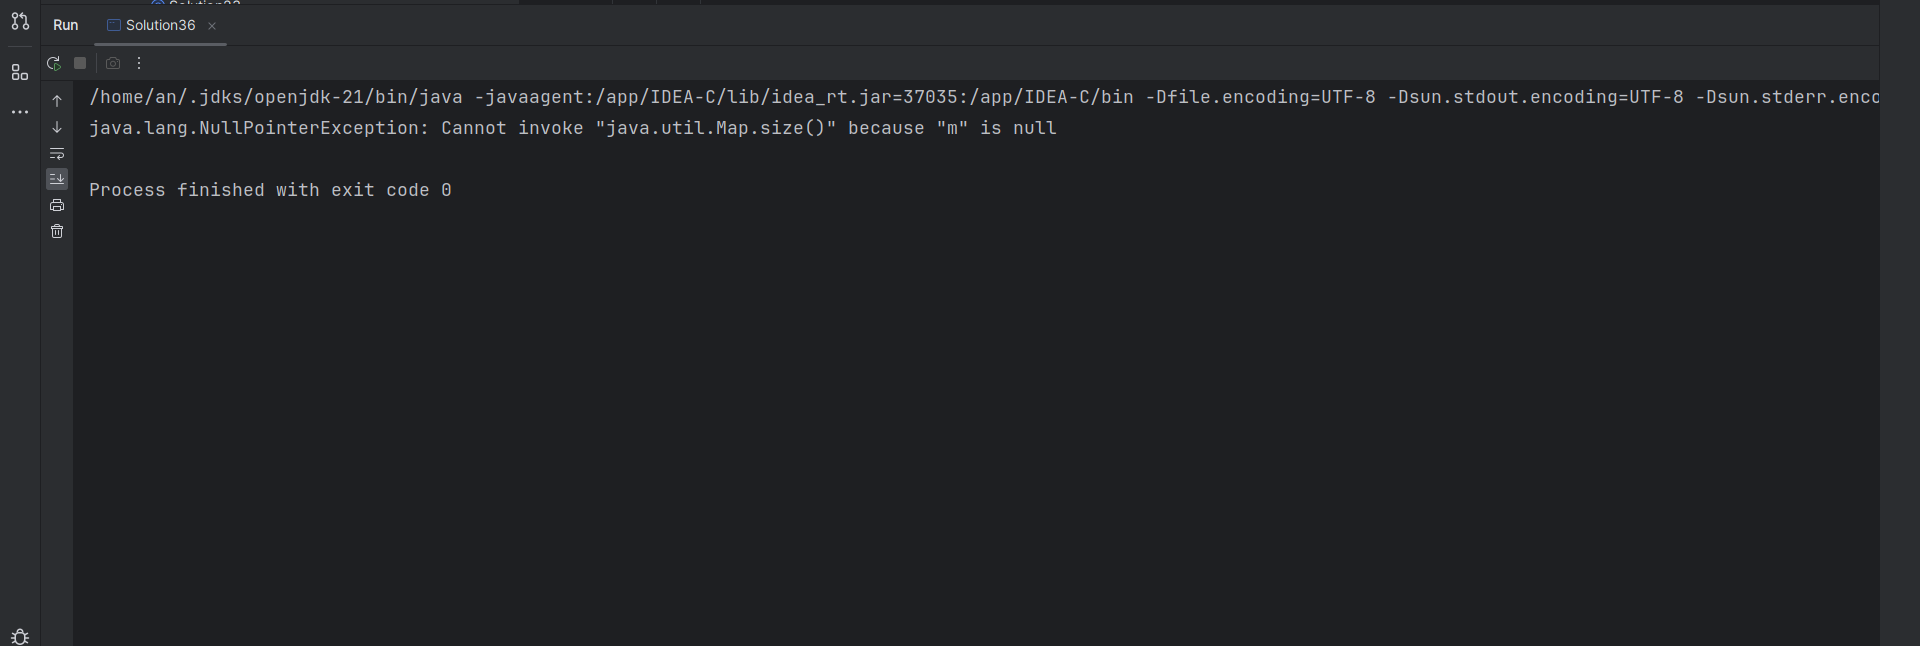 Run
Solution36
/home/an/.jdks/openjdk-21/bin/java -javaagent:/app/IDEA-C/lib/idea_rt.jar=37035:/app/IDEA-C/bin -Dfile.encoding=UTF-8 -Dsun.stdout.encoding=UTF-8 -Dsun.stderr.enco
java.lang.NullPointerException: Cannot invoke "java.util.Map.size()" because "m" is null
Process finished with exit code 0